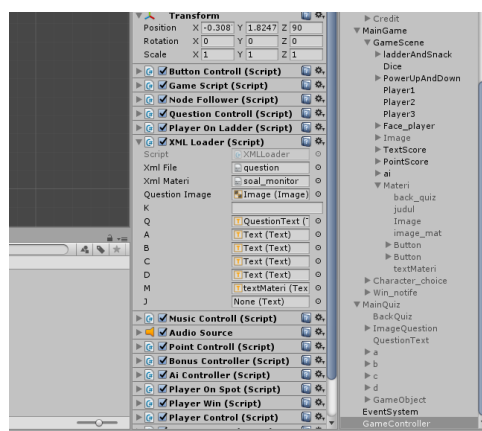 Transform
Position X -0.308 Y 1.8247 Z 90
Rotation X 0 Y 0 Z 0
Scale X 1 Y 1 Z 1
Button Controll (Script)
Game Script (Script)
Node Follower (Script)
Question Controll (Script)
Player On Ladder (Script)
XML Loader (Script)
Script XMLLoader
Xml File question
Xml Materi soal_monitor
Question Image Image (Image)
K
Q QuestionText (T
A Text (Text)
B Text (Text)
C Text (Text)
D Text (Text)
M textMateri (Tex
J None (Text)
Music Controll (Script)
Audio Source
Point Controll (Script)
Bonus Controller (Script)
Ai Controller (Script)
Player On Spot (Script)
Player Win (Script)
Player Control (Script)
Credit
MainGame
GameScene
ladderAndSnack
Dice
PowerUpAndDown
Player1
Player2
Player3
Face_player
Image
TextScore
PointScore
ai
Materi
back_quiz
judul
Image
image_mat
Button
Button
textMateri
Character_choice
Win_notife
MainQuiz
BackQuiz
ImageQuestion
QuestionText
a
b
c
d
GameObject
EventSystem
GameController